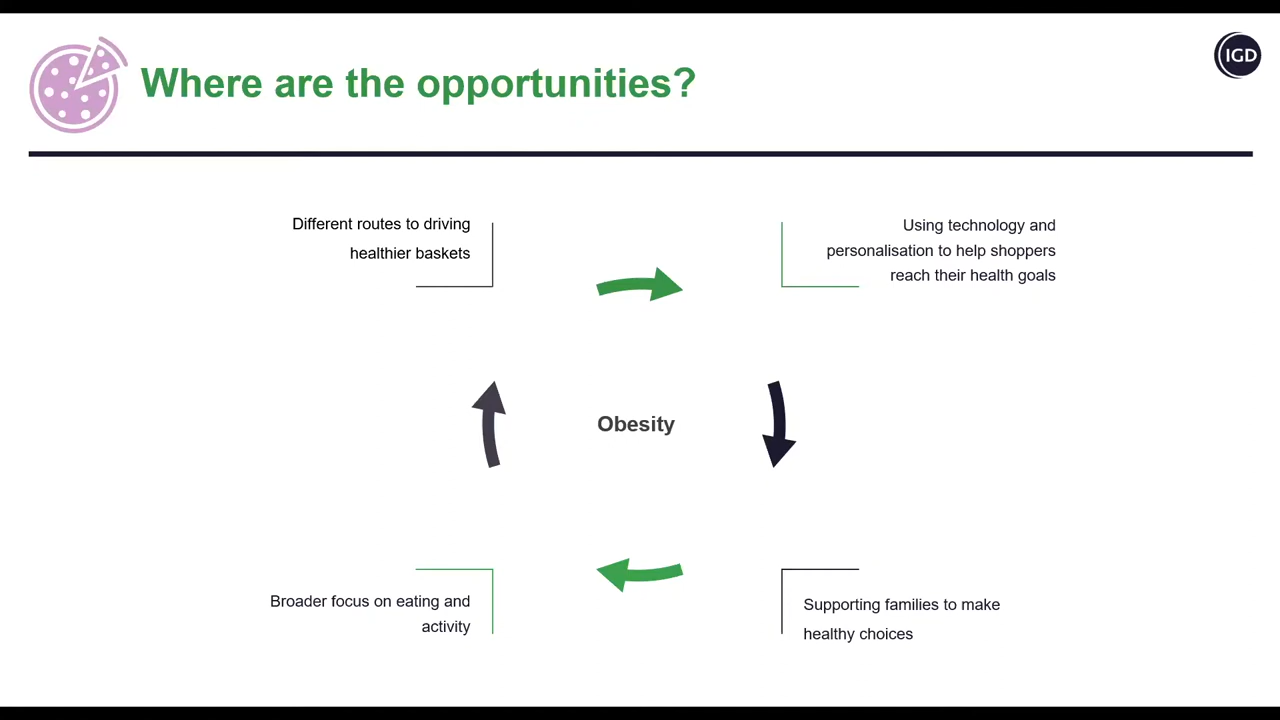 Where are the opportunities?
IGD
Different routes to driving
healthier baskets
Using technology and
personalisation to help shoppers
reach their health goals
Obesity
Broader focus on eating and
activity
Supporting families to make
healthy choices